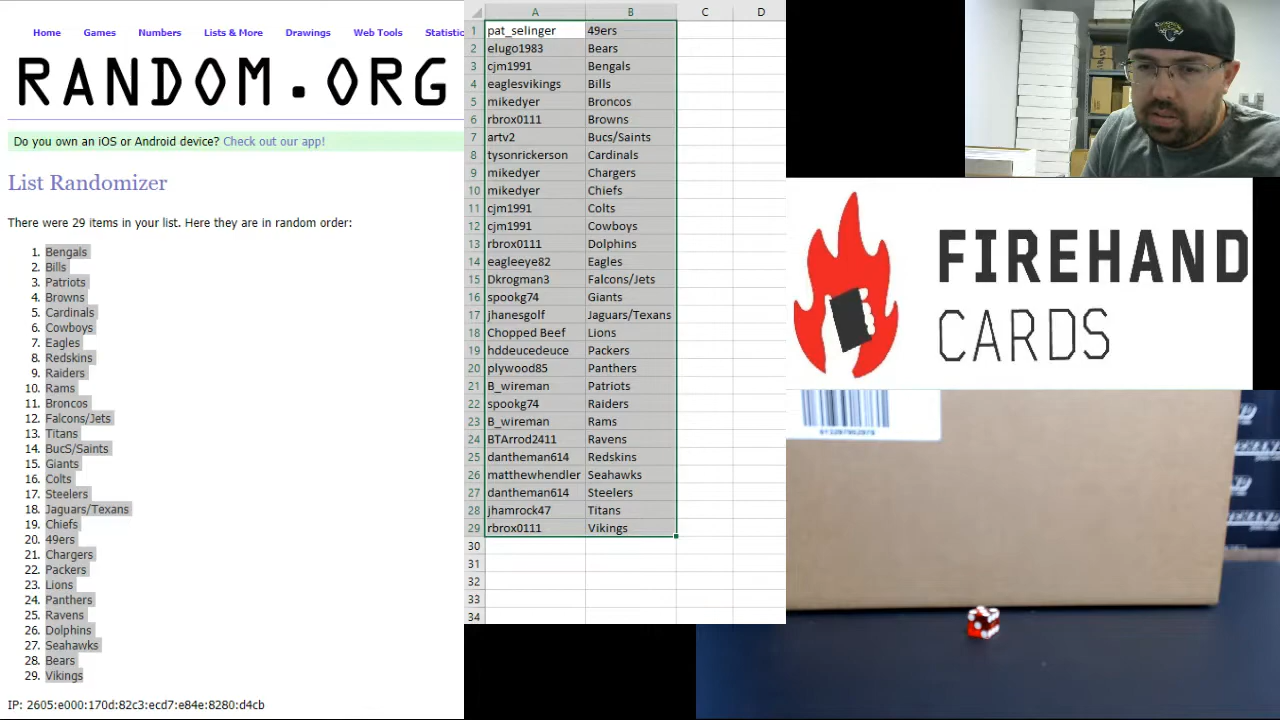 Home Games Numbers Lists & More Drawings Web Tools Statistic
RANDOM.ORG
Do you own an iOS or Android device? Check out our app!
List Randomizer
There were 29 items in your list. Here they are in random order:
1. Bengals
2. Bills
3. Patriots
4. Browns
5. Cardinals
6. Cowboys
7. Eagles
8. Redskins
9. Raiders
10. Rams
11. Broncos
12. Falcons/Jets
13. Titans
14. BucS/Saints
15. Giants
16. Colts
17. Steelers
18. Jaguars/Texans
19. Chiefs
20. 49ers
21. Chargers
22. Packers
23. Lions
24. Panthers
25. Ravens
26. Dolphins
27. Seahawks
28. Bears
29. Vikings
IP: 2605:e000:170d:82c3:ecd7:e84e:8280:d4cb
A B C D
1 pat_selinger 49ers
2 elugo1983 Bears
3 cjm1991 Bengals
4 eaglesvikings Bills
5 mikedyer Broncos
6 rbrox0111 Browns
7 artv2 Bucs/Saints
8 tysonrickerson Cardinals
9 mikedyer Chargers
10 mikedyer Chiefs
11 cjm1991 Colts
12 cjm1991 Cowboys
13 rbrox0111 Dolphins
14 eagleeye82 Eagles
15 Dkrogman3 Falcons/Jets
16 spookg74 Giants
17 jhanesgolf Jaguars/Texans
18 Chopped Beef Lions
19 hddeucedeuce Packers
20 plywood85 Panthers
21 B_wireman Patriots
22 spookg74 Raiders
23 B_wireman Rams
24 BTArrod2411 Ravens
25 dantheman614 Redskins
26 matthewhendler Seahawks
27 dantheman614 Steelers
28 jhamrock47 Titans
29 rbrox0111 Vikings
30
31
32
33
34
FIREHAND
CARDS